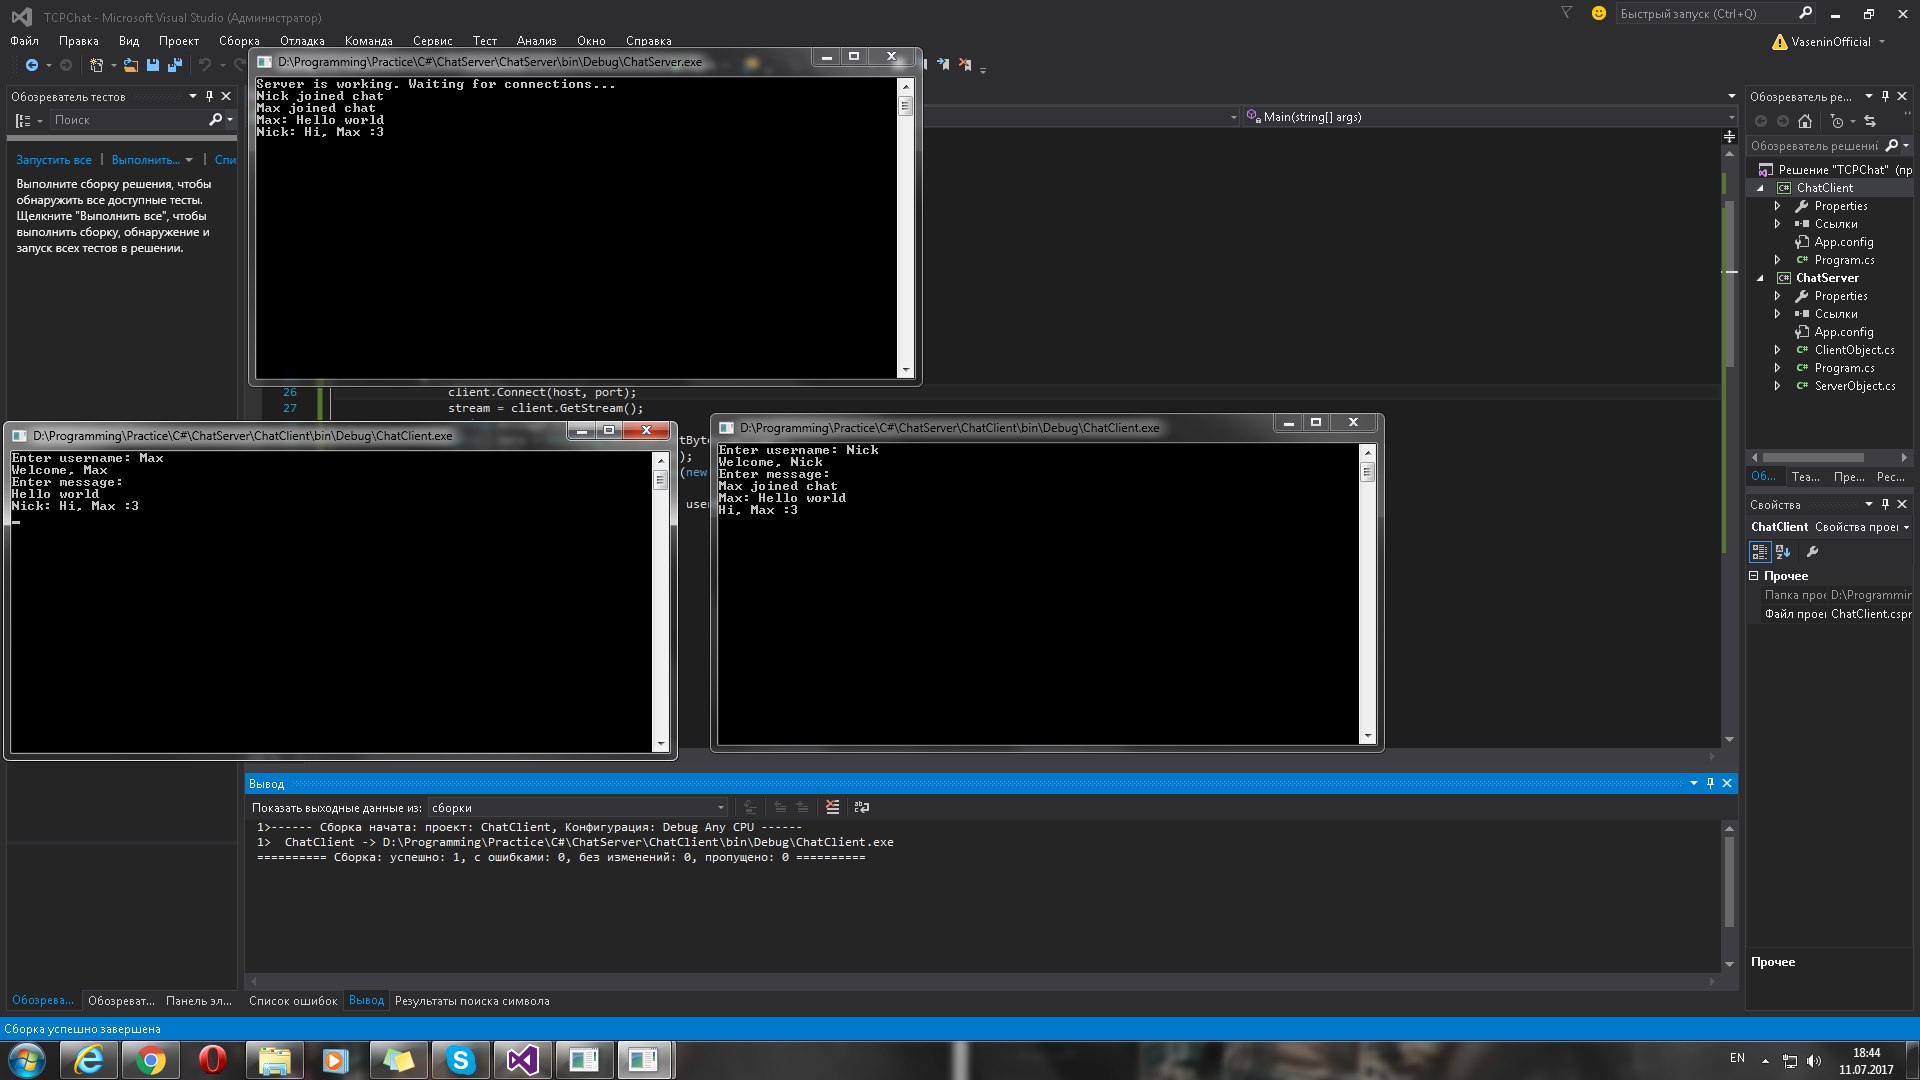 TCPChat - Microsoft Visual Studio (Администратор)
Быстрый запуск (Ctrl+Q)
Файл Правка Вид Проект Сборка Отладка Команда Сервис Тест Анализ Окно Справка
VaseninOfficial
Обозреватель тестов
Поиск
Запустить все | Выполнить... | Спи
Выполните сборку решения, чтобы
обнаружить все доступные тесты.
Щелкните "Выполнить все", чтобы
выполнить сборку, обнаружение и
запуск всех тестов в решении.
D:\Programming\Practice\C#\ChatServer\ChatServer\bin\Debug\ChatServer.exe
Server is working. Waiting for connections...
Nick joined chat
Max joined chat
Max: Hello world
Nick: Hi, Max :3
Main(string[] args)
26 client.Connect(host, port);
27 stream = client.GetStream();
tByte
);
(new
user
D:\Programming\Practice\C#\ChatServer\ChatClient\bin\Debug\ChatClient.exe
Enter username: Max
Welcome, Max
Enter message:
Hello world
Nick: Hi, Max :3
D:\Programming\Practice\C#\ChatServer\ChatClient\bin\Debug\ChatClient.exe
Enter username: Nick
Welcome, Nick
Enter message:
Max joined chat
Max: Hello world
Hi, Max :3
Обозреватель ре...
Обозреватель решений
Решение "TCPChat" (пр
ChatClient
Properties
Ссылки
App.config
Program.cs
ChatServer
Properties
Ссылки
App.config
ClientObject.cs
Program.cs
ServerObject.cs
Об... Теа... Пре... Рес...
Свойства
ChatClient Свойства проек
Прочее
Папка прое D:\Programmin
Файл проек ChatClient.cspr
Прочее
Вывод
Показать выходные данные из: сборки
1>------ Сборка начата: проект: ChatClient, Конфигурация: Debug Any CPU ------
1> ChatClient -> D:\Programming\Practice\C#\ChatServer\ChatClient\bin\Debug\ChatClient.exe
========== Сборка: успешно: 1, с ошибками: 0, без изменений: 0, пропущено: 0 ==========
Обозрева... Обозреват... Панель эл... Список ошибок Вывод Результаты поиска символа
Сборка успешно завершена
EN
18:44
11.07.2017